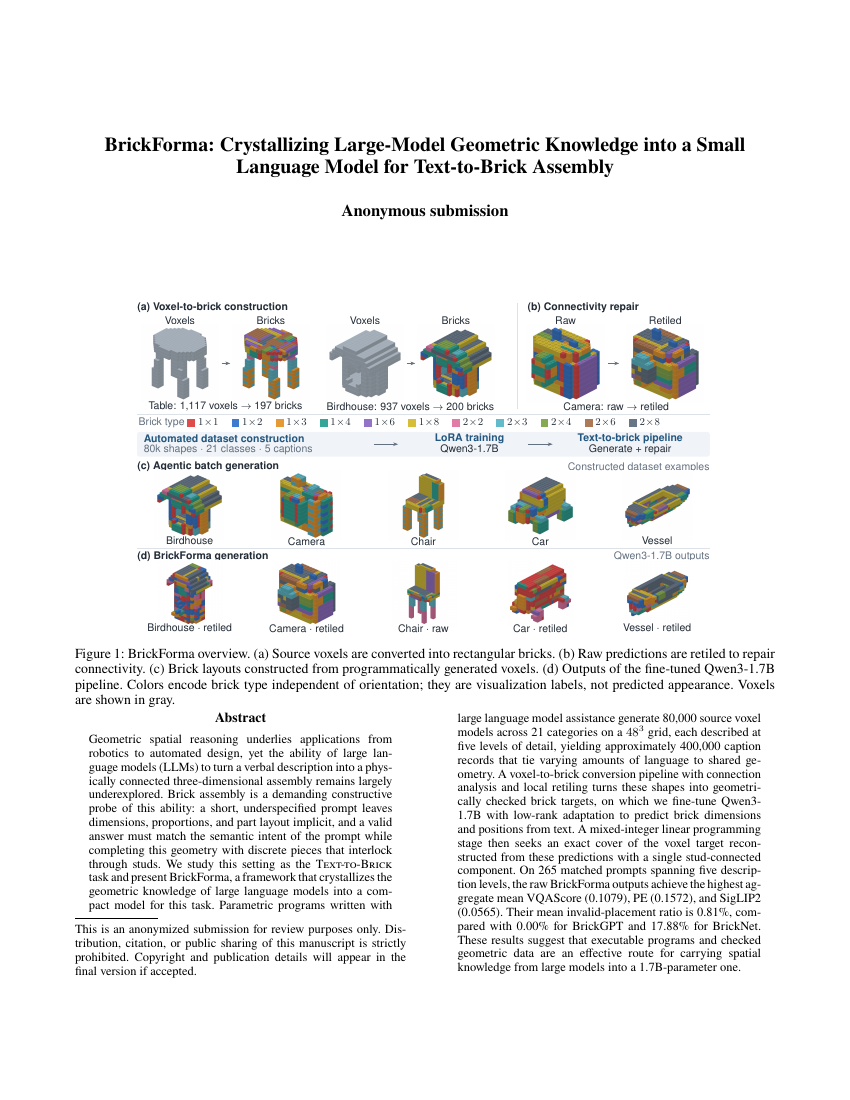 BrickForma: Crystallizing Large-Model Geometric Knowledge into a Small
Language Model for Text-to-Brick Assembly
Anonymous submission
(a) Voxel-to-brick construction
(b) Connectivity repair
Voxels
Bricks
Voxels
Bricks
Raw
Retiled
Table: 1,117 voxels → 197 bricks
Birdhouse: 937 voxels → 200 bricks
Camera: raw → retiled
Brick type 1×1 1×2 1×3 1×4 1×6 1×8 2×2 2×3 2×4 2×6 2×8
Automated dataset construction
80k shapes · 21 classes · 5 captions
LoRA training
Qwen3-1.7B
Text-to-brick pipeline
Generate + repair
(c) Agentic batch generation
Constructed dataset examples
Birdhouse
Camera
Chair
Car
Vessel
(d) BrickForma generation
Qwen3-1.7B outputs
Birdhouse · retiled
Camera · retiled
Chair · raw
Car · retiled
Vessel · retiled
Figure 1: BrickForma overview. (a) Source voxels are converted into rectangular bricks. (b) Raw predictions are retiled to repair
connectivity. (c) Brick layouts constructed from programmatically generated voxels. (d) Outputs of the fine-tuned Qwen3-1.7B
pipeline. Colors encode brick type independent of orientation; they are visualization labels, not predicted appearance. Voxels
are shown in gray.
Abstract
Geometric spatial reasoning underlies applications from
robotics to automated design, yet the ability of large lan-
guage models (LLMs) to turn a verbal description into a phys-
ically connected three-dimensional assembly remains largely
underexplored. Brick assembly is a demanding constructive
probe of this ability: a short, underspecified prompt leaves
dimensions, proportions, and part layout implicit, and a valid
answer must match the semantic intent of the prompt while
completing this geometry with discrete pieces that interlock
through studs. We study this setting as the TEXT-TO-BRICK
task and present BrickForma, a framework that crystallizes the
geometric knowledge of large language models into a com-
pact model for this task. Parametric programs written with
This is an anonymized submission for review purposes only. Dis-
tribution, citation, or public sharing of this manuscript is strictly
prohibited. Copyright and publication details will appear in the
final version if accepted.
large language model assistance generate 80,000 source voxel
models across 21 categories on a 48³ grid, each described at
five levels of detail, yielding approximately 400,000 caption
records that tie varying amounts of language to shared ge-
ometry. A voxel-to-brick conversion pipeline with connection
analysis and local retiling turns these shapes into geometri-
cally checked brick targets, on which we fine-tune Qwen3-
1.7B with low-rank adaptation to predict brick dimensions
and positions from text. A mixed-integer linear programming
stage then seeks an exact cover of the voxel target recon-
structed from these predictions with a single stud-connected
component. On 265 matched prompts spanning five descrip-
tion levels, the raw BrickForma outputs achieve the highest ag-
gregate mean VQAScore (0.1079), PE (0.1572), and SigLIP2
(0.0565). Their mean invalid-placement ratio is 0.81%, com-
pared with 0.00% for BrickGPT and 17.88% for BrickNet.
These results suggest that executable programs and checked
geometric data are an effective route for carrying spatial
knowledge from large models into a 1.7B-parameter one.